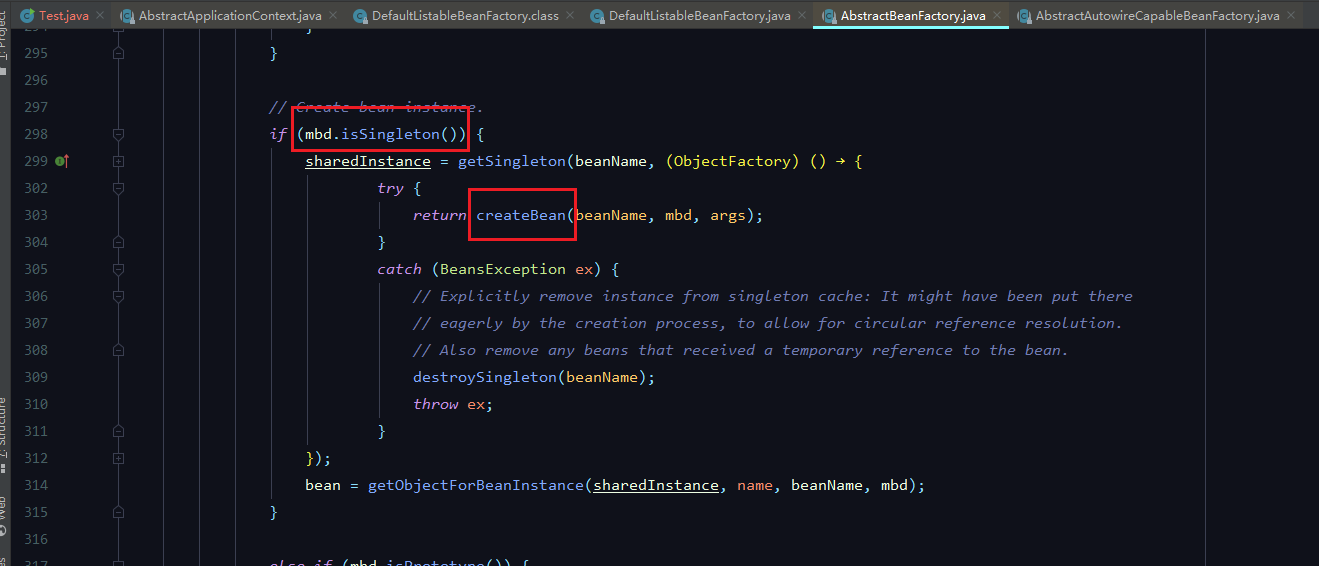 Test.java AbstractApplicationContext.java DefaultListableBeanFactory.class DefaultListableBeanFactory.java AbstractBeanFactory.java AbstractAutowireCapableBeanFactory.java
1: Project
294 }
295 }
296
297 // Create bean instance.
298 if (mbd.isSingleton()) {
299 sharedInstance = getSingleton(beanName, (ObjectFactory) () → {
302 try {
303 return createBean(beanName, mbd, args);
304 }
305 catch (BeansException ex) {
306 // Explicitly remove instance from singleton cache: It might have been put there
307 // eagerly by the creation process, to allow for circular reference resolution.
308 // Also remove any beans that received a temporary reference to the bean.
309 destroySingleton(beanName);
310 throw ex;
311 }
312 });
314 bean = getObjectForBeanInstance(sharedInstance, name, beanName, mbd);
315 }
316
317 else if (mbd.isPrototype()) {
7: Structure
Web